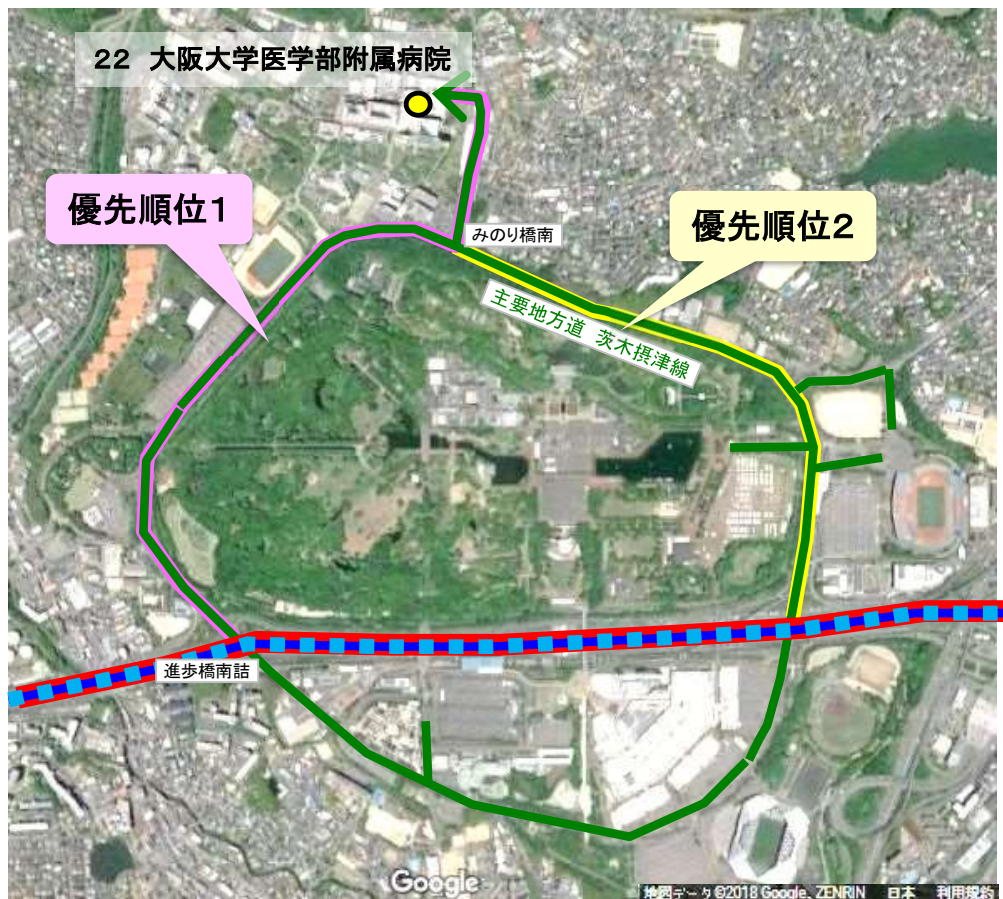 ２２　大阪大学医学部附属病院
優先順位１
みのり橋南
優先順位２
主要地方道　茨木摂津線
進歩橋南詰
Google
地図データ ©2018 Google、ZENRIN　日本　利用規約